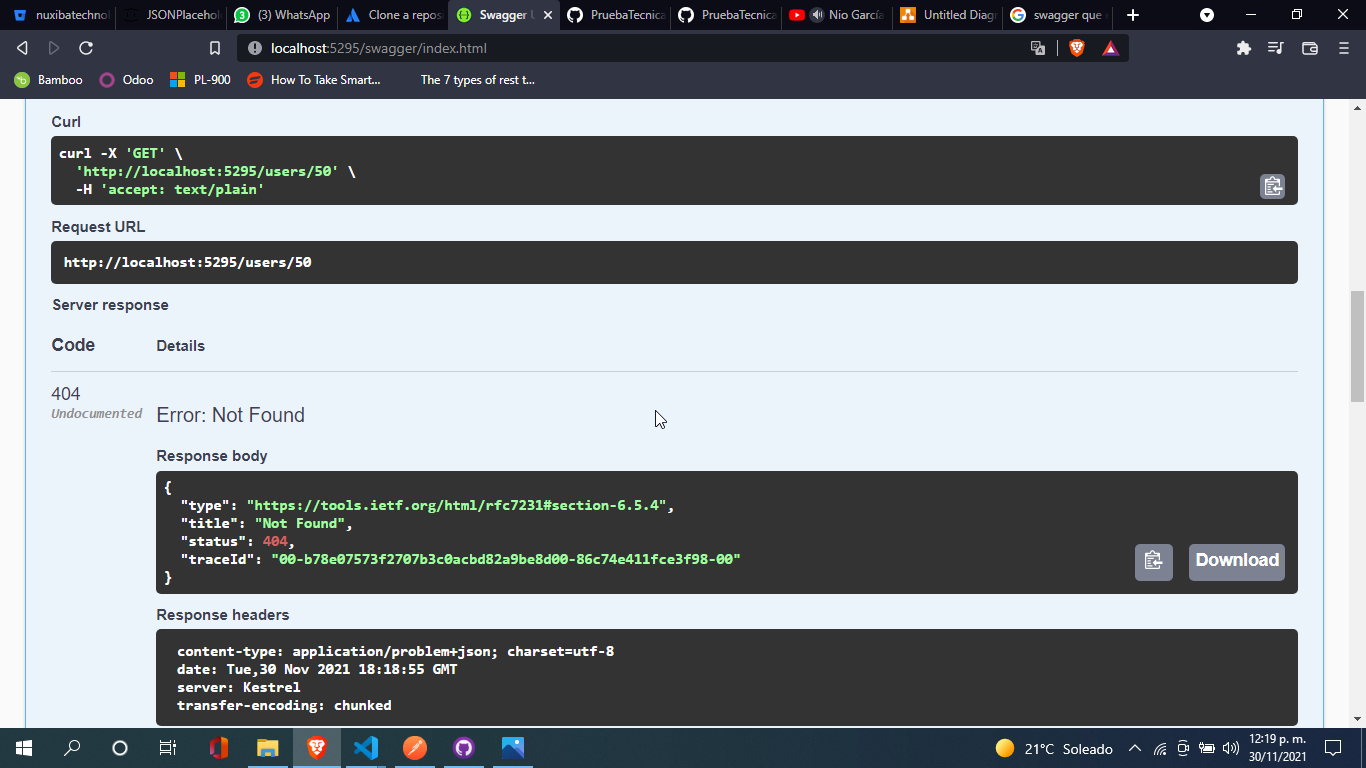 nuxibatechnol
JSONPlacehol
(3) WhatsApp
Clone a repos
Swagger U
PruebaTecnica
PruebaTecnica
Nio García
Untitled Diagr
swagger que
localhost:5295/swagger/index.html
Bamboo
Odoo
PL-900
How To Take Smart...
The 7 types of rest t...
Curl
curl -X 'GET' \
'http://localhost:5295/users/50' \
-H 'accept: text/plain'
Request URL
http://localhost:5295/users/50
Server response
Code
Details
404
Undocumented
Error: Not Found
Response body
{
"type": "https://tools.ietf.org/html/rfc7231#section-6.5.4",
"title": "Not Found",
"status": 404,
"traceId": "00-b78e07573f2707b3c0acbd82a9be8d00-86c74e411fce3f98-00"
}
Download
Response headers
content-type: application/problem+json; charset=utf-8
date: Tue,30 Nov 2021 18:18:55 GMT
server: Kestrel
transfer-encoding: chunked
21°C Soleado
12:19 p. m.
30/11/2021